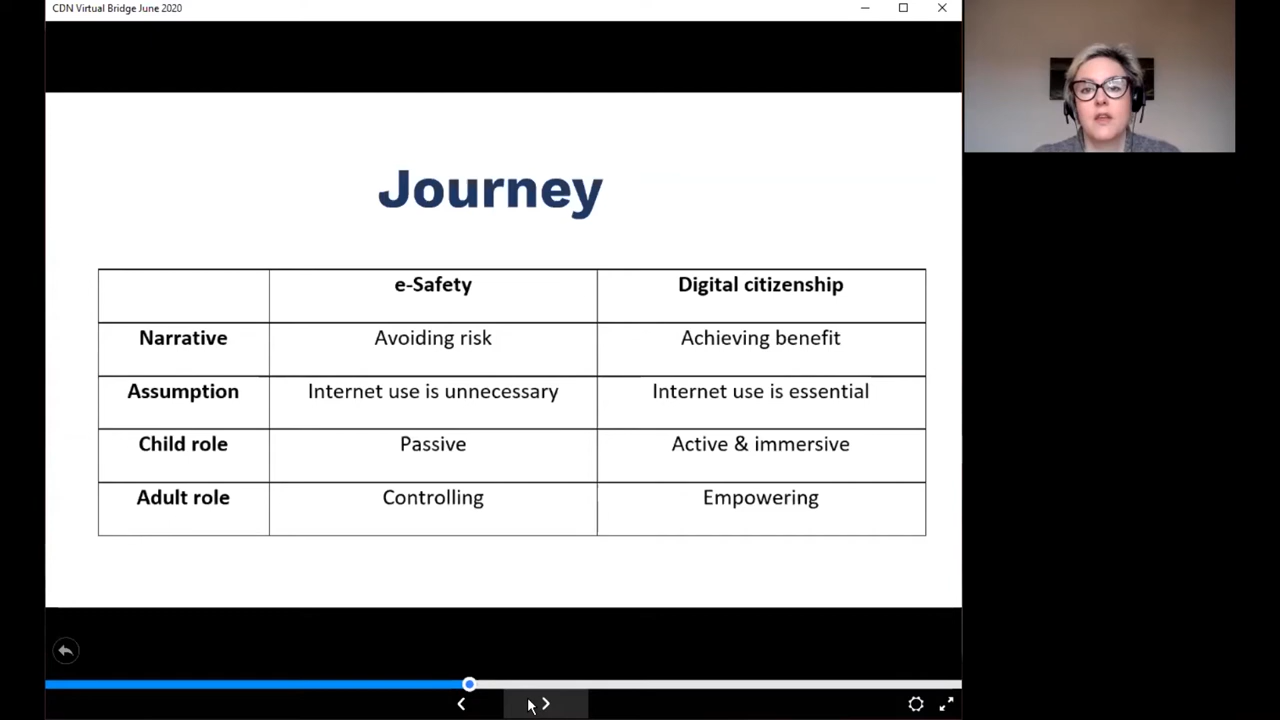 CDN Virtual Bridge June 2020
Journey
e-Safety Digital citizenship
Narrative Avoiding risk Achieving benefit
Assumption Internet use is unnecessary Internet use is essential
Child role Passive Active & immersive
Adult role Controlling Empowering